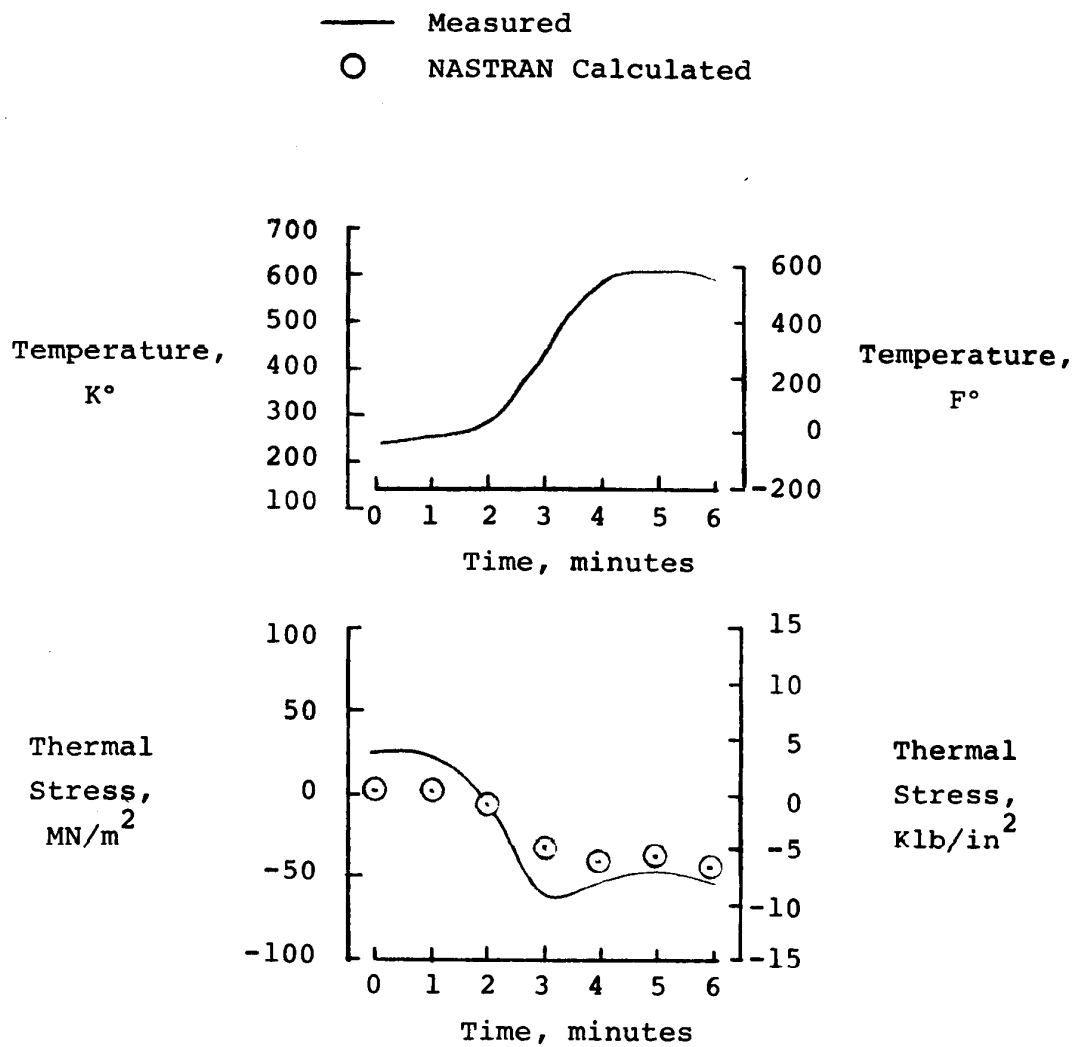 Measured
NASTRAN Calculated
700
600
500
400
300
200
100
Temperature,
K°
600
400
200
0
-200
Temperature,
F°
0 1 2 3 4 5 6
Time, minutes
100
50
0
-50
-100
Thermal
Stress,
MN/m²
15
10
5
0
-5
-10
-15
Thermal
Stress,
Klb/in²
0 1 2 3 4 5 6
Time, minutes